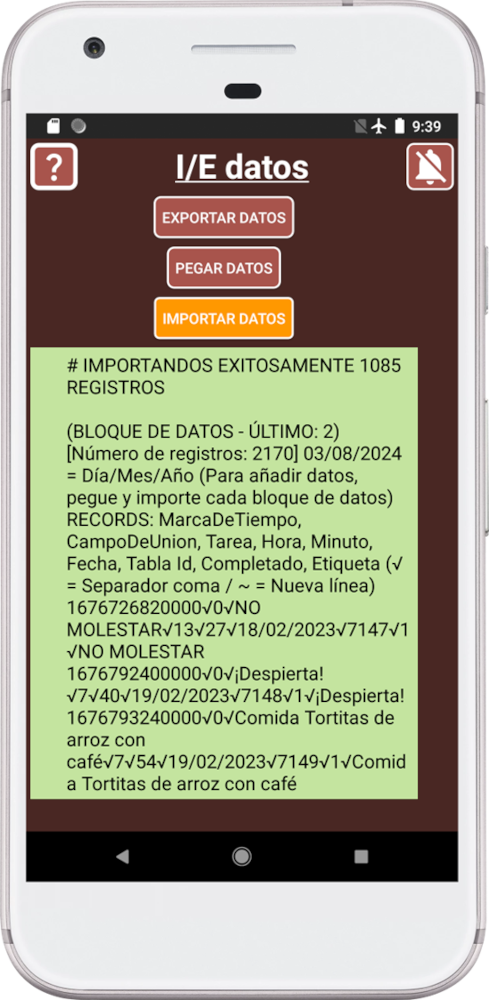 9:39
?
I/E datos
EXPORTAR DATOS
PEGAR DATOS
IMPORTAR DATOS
# IMPORTANDOS EXITOSAMENTE 1085
REGISTROS
(BLOQUE DE DATOS - ÚLTIMO: 2)
[Número de registros: 2170] 03/08/2024
= Día/Mes/Año (Para añadir datos,
pegue y importe cada bloque de datos)
RECORDS: MarcaDeTiempo,
CampoDeUnion, Tarea, Hora, Minuto,
Fecha, Tabla Id, Completado, Etiqueta (√
= Separador coma / ~ = Nueva línea)
1676726820000√0√NO
MOLESTAR√13√27√18/02/2023√7147√1
√NO MOLESTAR
1676792400000√0√¡Despierta!
√7√40√19/02/2023√7148√1√¡Despierta!
1676793240000√0√Comida Tortitas de
arroz con
café√7√54√19/02/2023√7149√1√Comid
a Tortitas de arroz con café